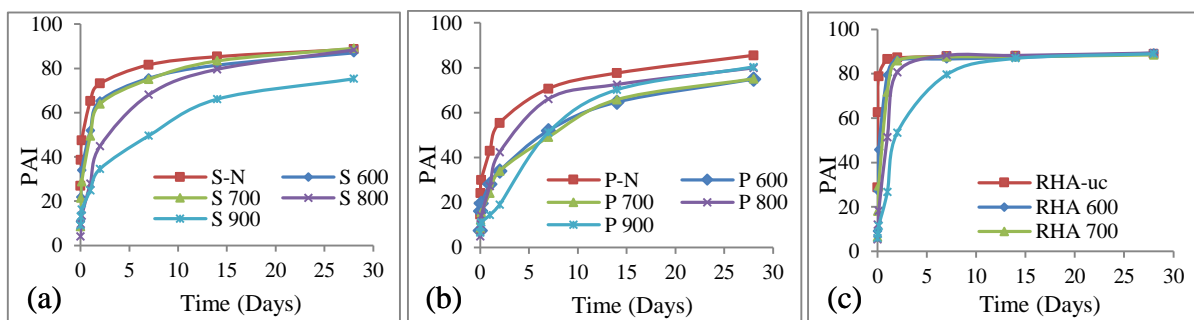 100
80
60
40
20
0
PAI
S-N
S 600
S 700
S 800
S 900
0 5 10 15 20 25 30
Time (Days)
(a)
100
80
60
40
20
0
PAI
P-N
P 600
P 700
P 800
P 900
0 5 10 15 20 25 30
Time (Days)
(b)
100
80
60
40
20
0
PAI
RHA-uc
RHA 600
RHA 700
0 5 10 15 20 25 30
Time (Days)
(c)